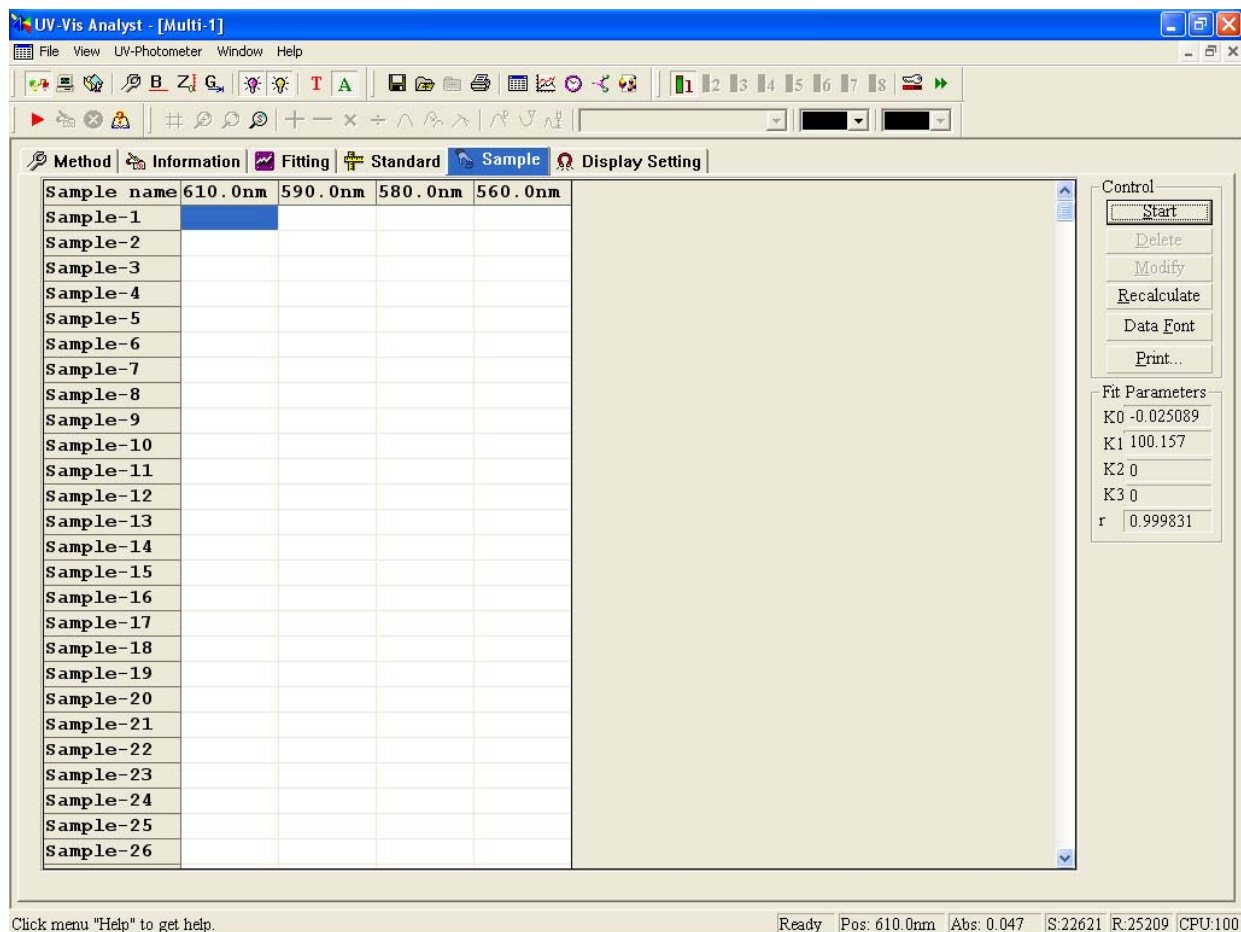 UV-Vis Analyst - [Multi-1]
File View UV-Photometer Window Help
B Z G T A 1 2 3 4 5 6 7 8
Method Information Fitting Standard Sample Display Setting
Sample name 610.0nm 590.0nm 580.0nm 560.0nm
Sample-1
Sample-2
Sample-3
Sample-4
Sample-5
Sample-6
Sample-7
Sample-8
Sample-9
Sample-10
Sample-11
Sample-12
Sample-13
Sample-14
Sample-15
Sample-16
Sample-17
Sample-18
Sample-19
Sample-20
Sample-21
Sample-22
Sample-23
Sample-24
Sample-25
Sample-26
Control
Start
Delete
Modify
Recalculate
Data Font
Print...
Fit Parameters
K0 -0.025089
K1 100.157
K2 0
K3 0
r 0.999831
Click menu "Help" to get help. Ready Pos: 610.0nm Abs: 0.047 S:22621 R:25209 CPU:100